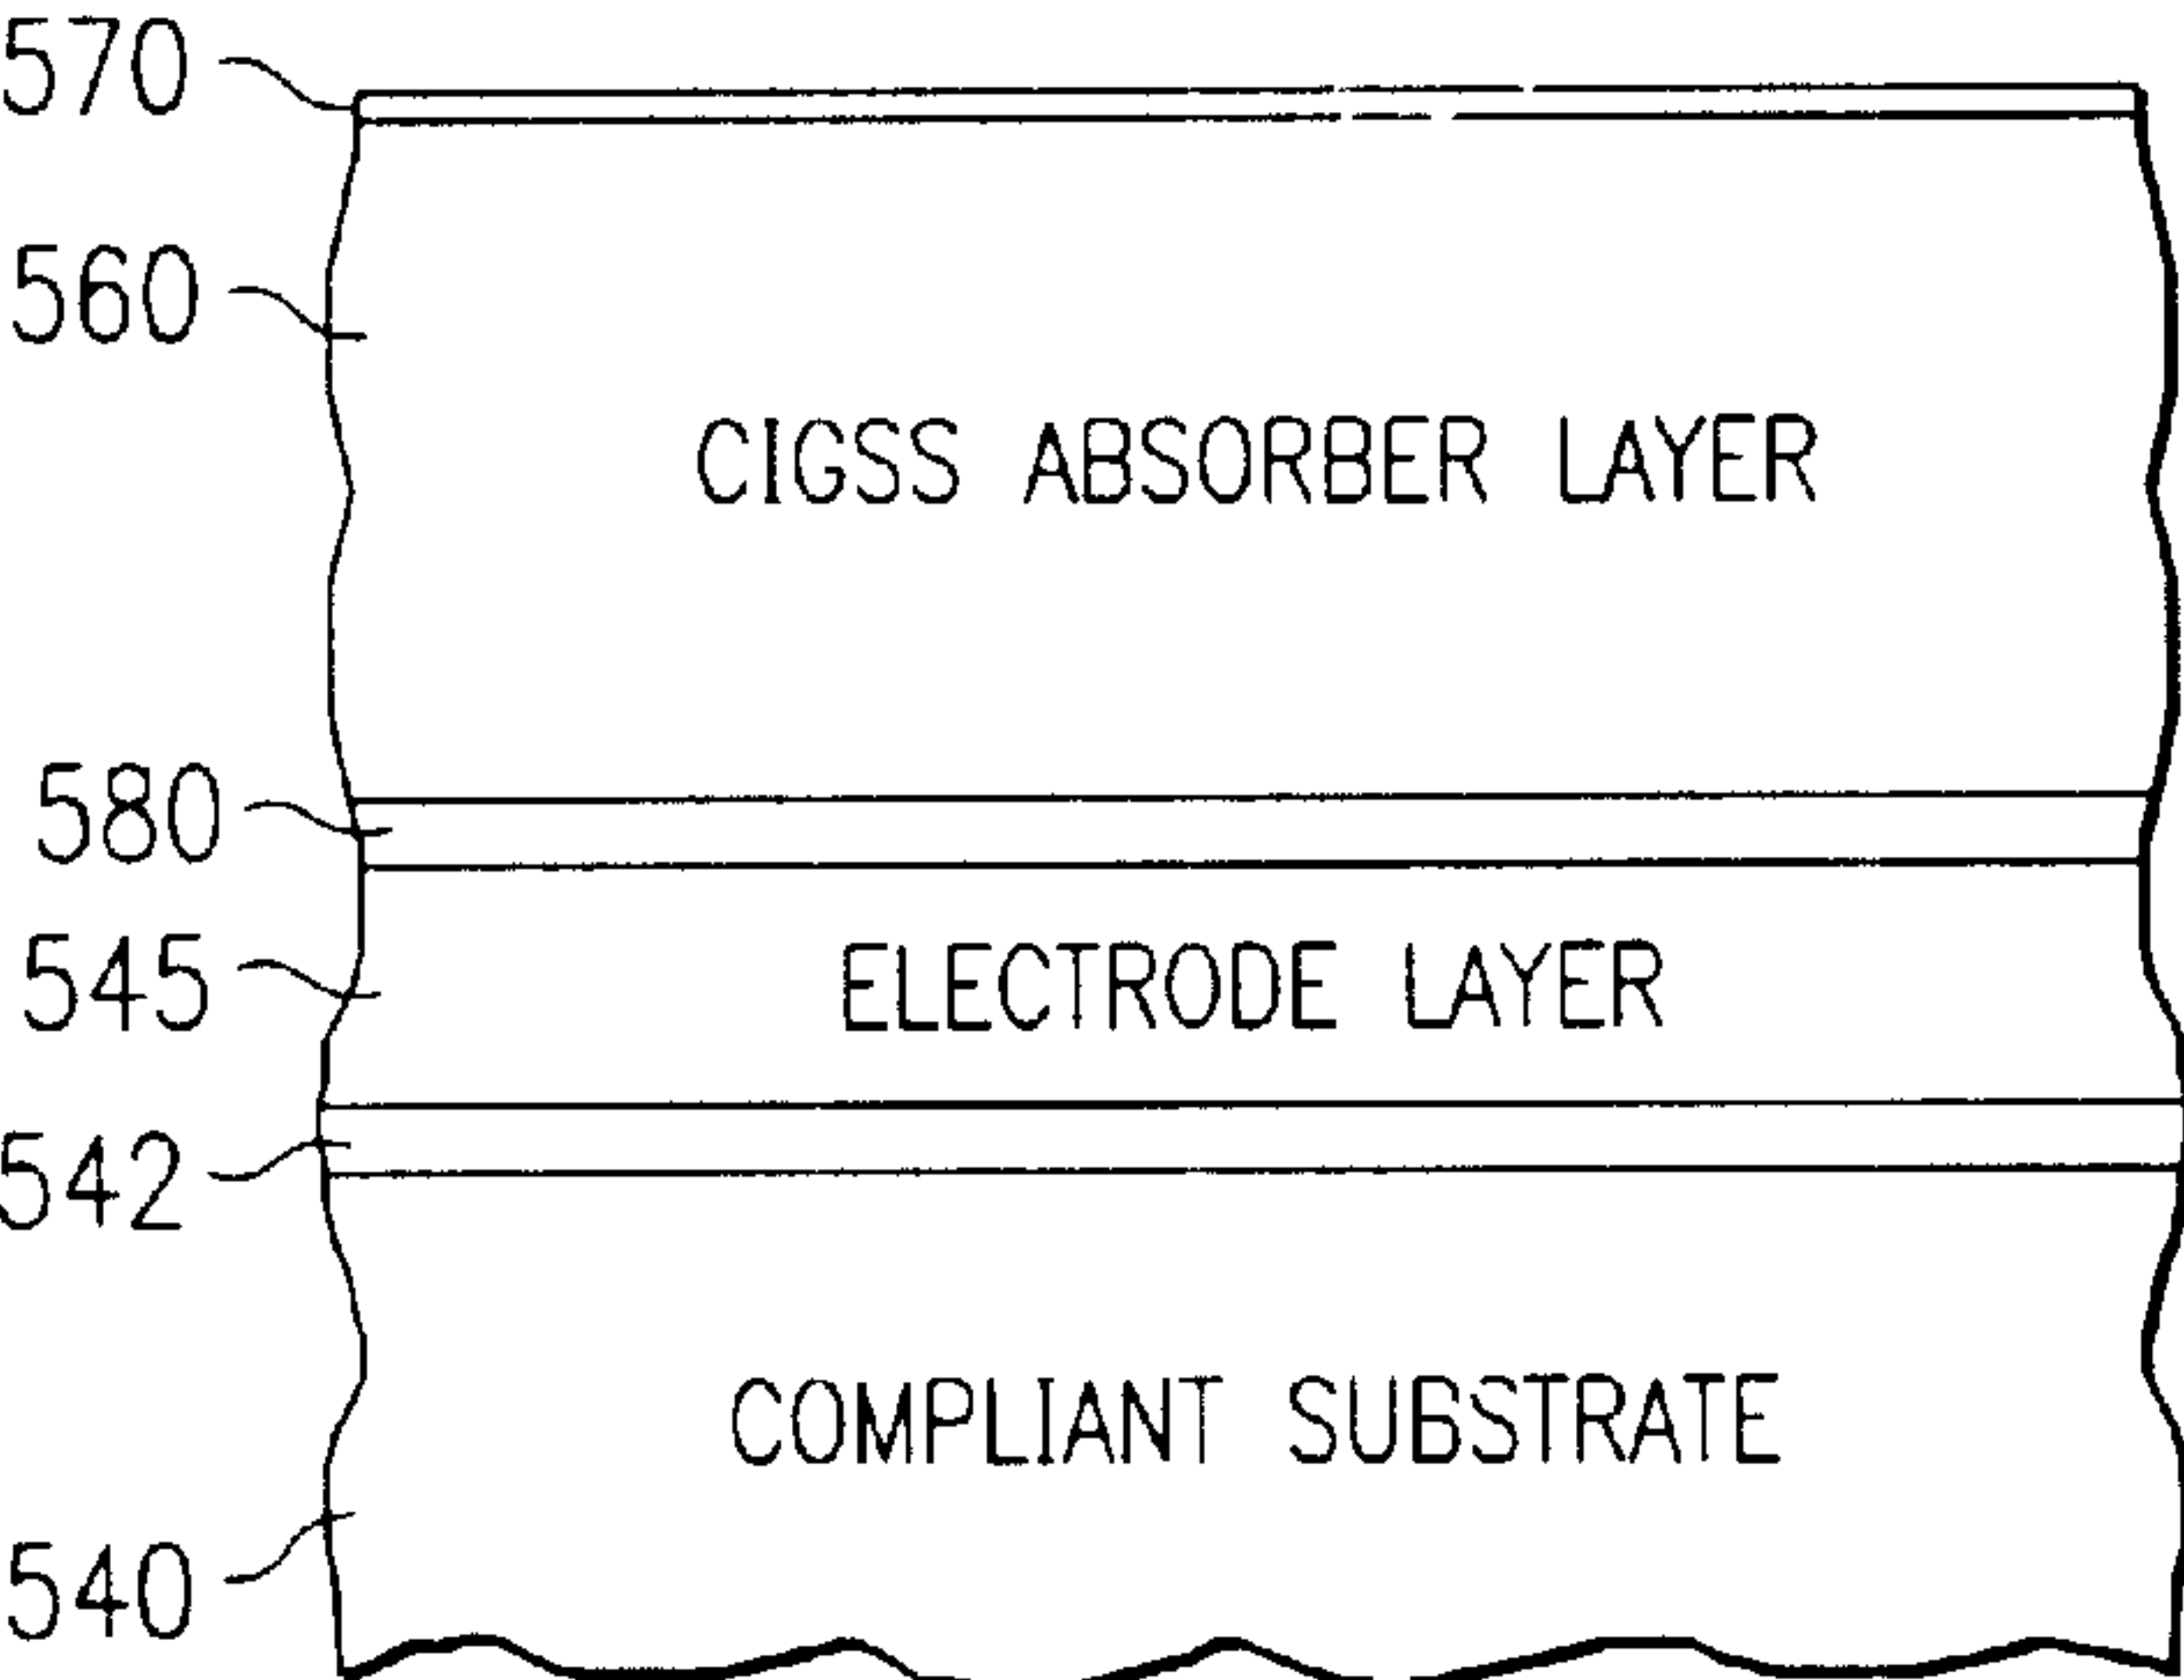 570
560
CIGSS ABSORBER LAYER
580
545
ELECTRODE LAYER
542
COMPLIANT SUBSTRATE
540